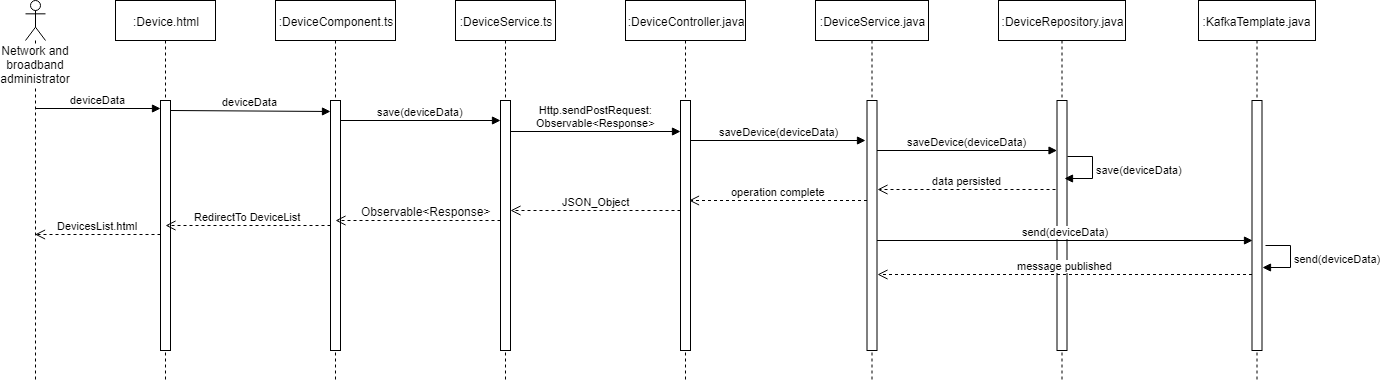 :Device.html
:DeviceComponent.ts
:DeviceService.ts
:DeviceController.java
:DeviceService.java
:DeviceRepository.java
:KafkaTemplate.java
Network and
broadband
administrator
deviceData
deviceData
save(deviceData)
Http.sendPostRequest:
Observable<Response>
saveDevice(deviceData)
saveDevice(deviceData)
save(deviceData)
data persisted
operation complete
JSON_Object
Observable<Response>
RedirectTo DeviceList
DevicesList.html
send(deviceData)
send(deviceData)
message published